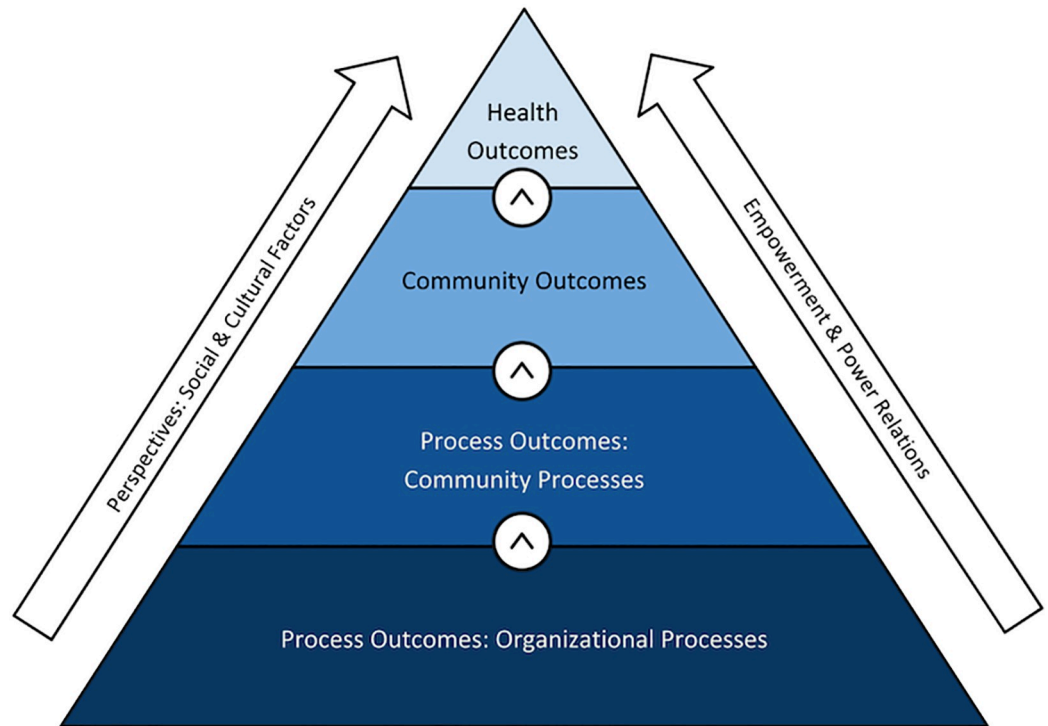 Health
Outcomes
Community Outcomes
Process Outcomes:
Community Processes
Process Outcomes: Organizational Processes
Perspectives: Social & Cultural Factors
Empowerment & Power Relations